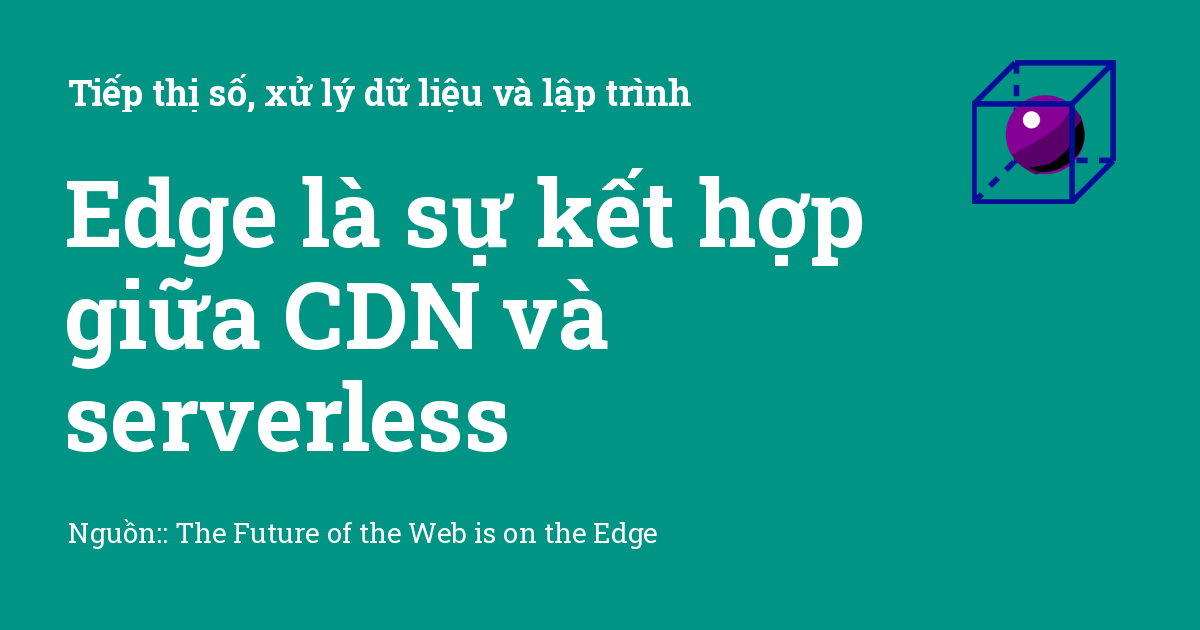 Tiếp thị số, xử lý dữ liệu và lập trình
Edge là sự kết hợp
giữa CDN và
serverless
Nguồn:: The Future of the Web is on the Edge